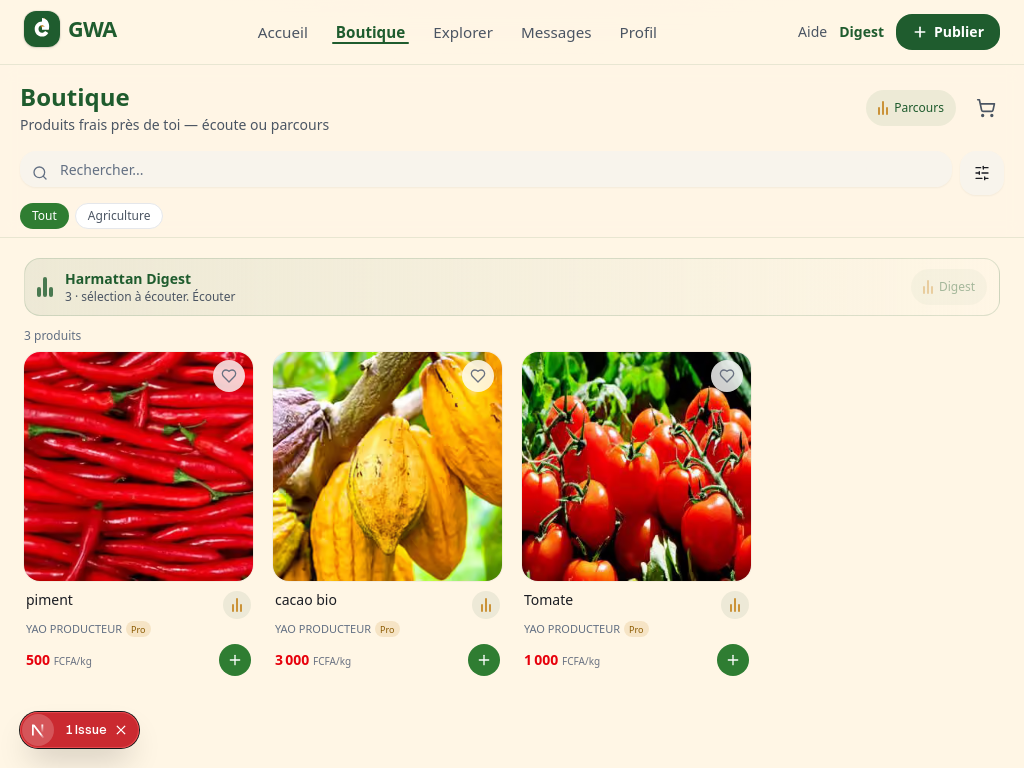 GWA
Accueil
Boutique
Explorer
Messages
Profil
Aide
Digest
Publier
Boutique
Produits frais près de toi — écoute ou parcours
Parcours
Rechercher...
Tout
Agriculture
Harmattan Digest
3 · sélection à écouter. Écouter
Digest
3 produits
piment
YAO PRODUCTEUR Pro
500 FCFA/kg
cacao bio
YAO PRODUCTEUR Pro
3 000 FCFA/kg
Tomate
YAO PRODUCTEUR Pro
1 000 FCFA/kg
N
1 Issue